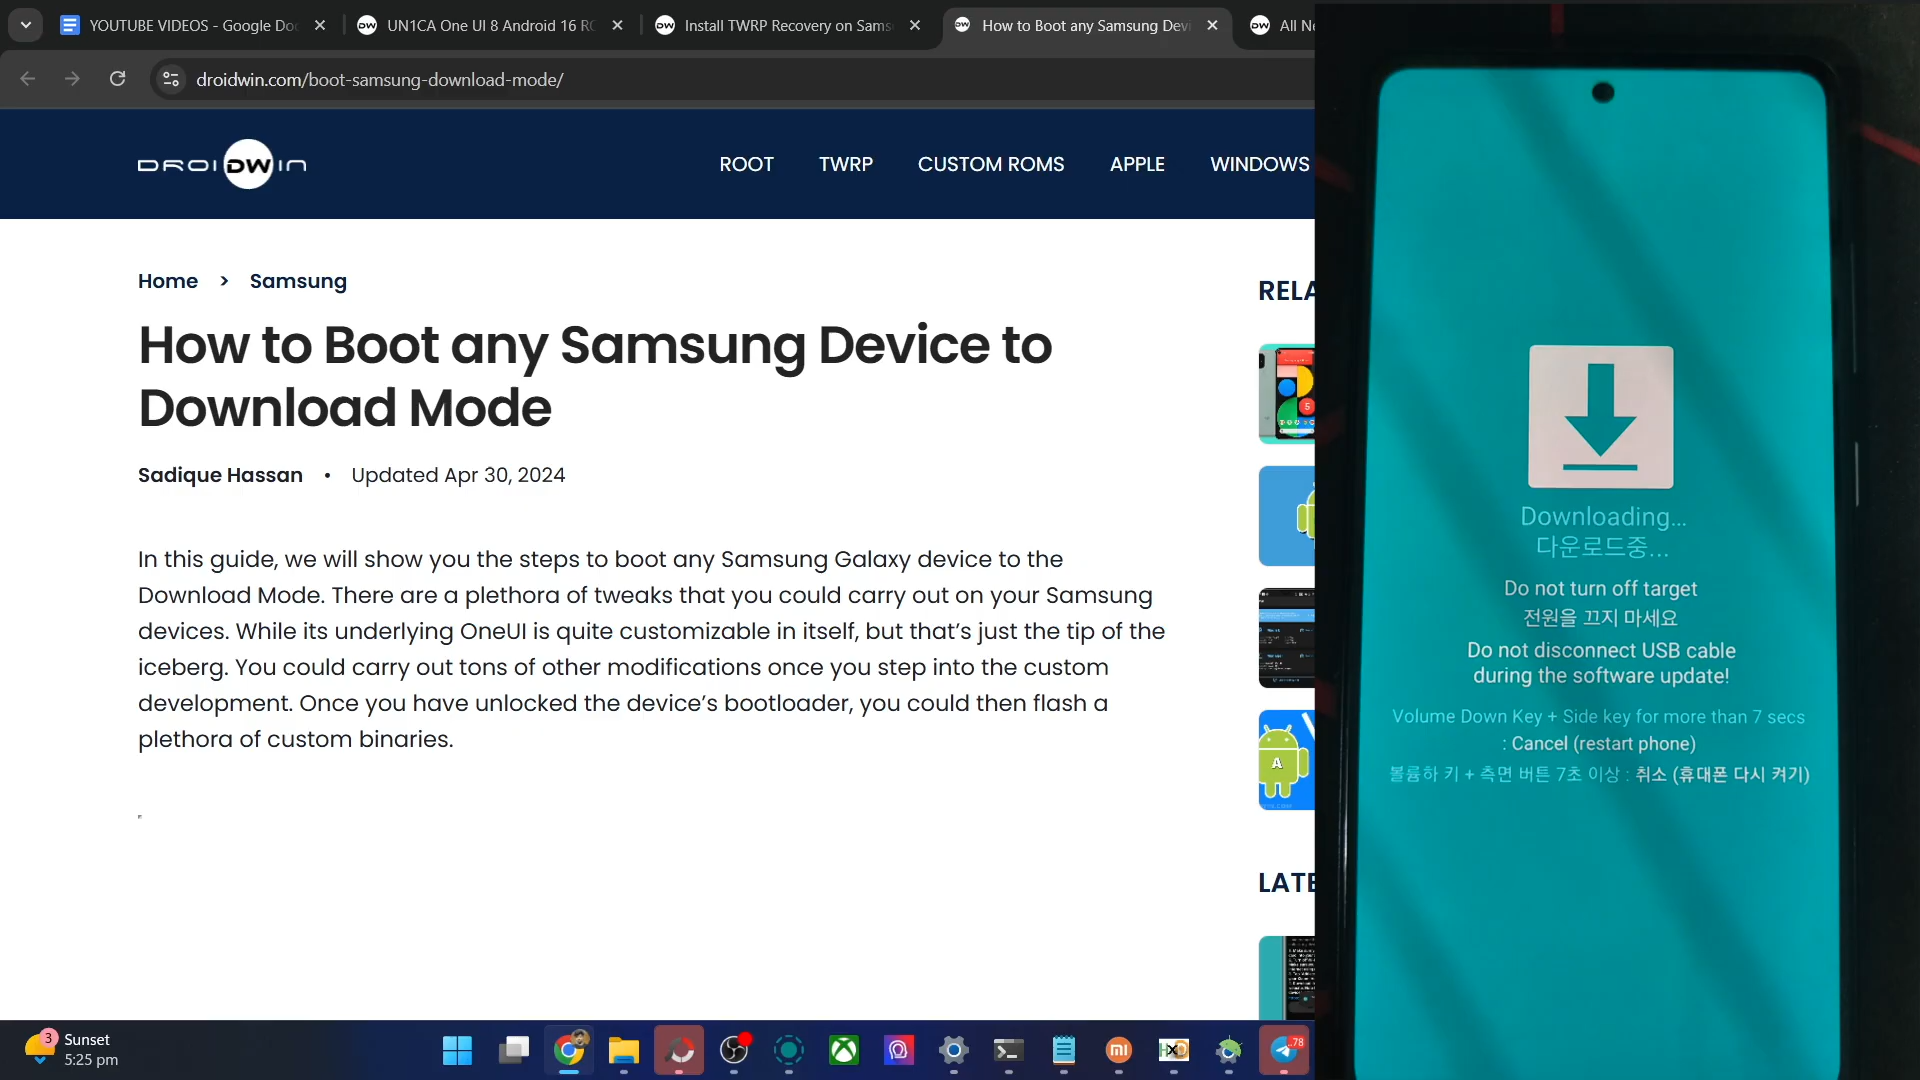 YOUTUBE VIDEOS - Google Do
UN1CA One UI 8 Android 16 R
Install TWRP Recovery on Sams
How to Boot any Samsung Devi
All N
droidwin.com/boot-samsung-download-mode/
DROIDWIN
ROOT
TWRP
CUSTOM ROMS
APPLE
WINDOWS
Home > Samsung
How to Boot any Samsung Device to
Download Mode
Sadique Hassan • Updated Apr 30, 2024
In this guide, we will show you the steps to boot any Samsung Galaxy device to the
Download Mode. There are a plethora of tweaks that you could carry out on your Samsung
devices. While its underlying OneUI is quite customizable in itself, but that's just the tip of the
iceberg. You could carry out tons of other modifications once you step into the custom
development. Once you have unlocked the device's bootloader, you could then flash a
plethora of custom binaries.
RELA
LATE
Downloading...
다운로드중...
Do not turn off target
전원을 끄지 마세요
Do not disconnect USB cable
during the software update!
Volume Down Key + Side key for more than 7 secs
: Cancel (restart phone)
볼륨하 키 + 측면 버튼 7초 이상 : 취소 (휴대폰 다시 켜기)
3
Sunset
5:25 pm